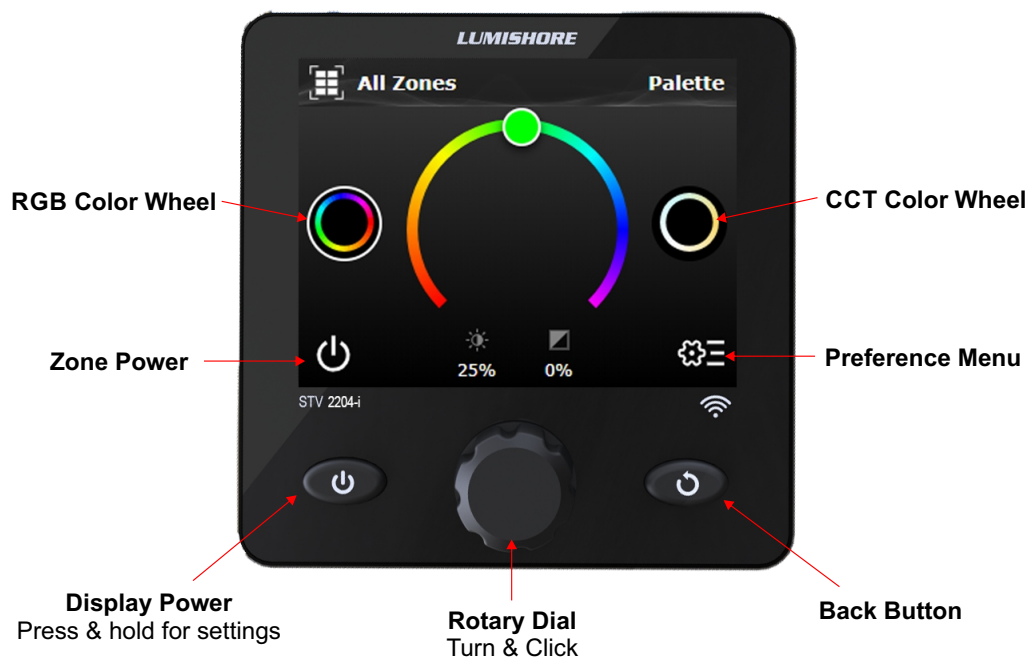 LUMISHORE
All Zones
Palette
RGB Color Wheel
CCT Color Wheel
Zone Power
Preference Menu
25%
0%
STV 2204-i
Display Power
Press & hold for settings
Rotary Dial
Turn & Click
Back Button